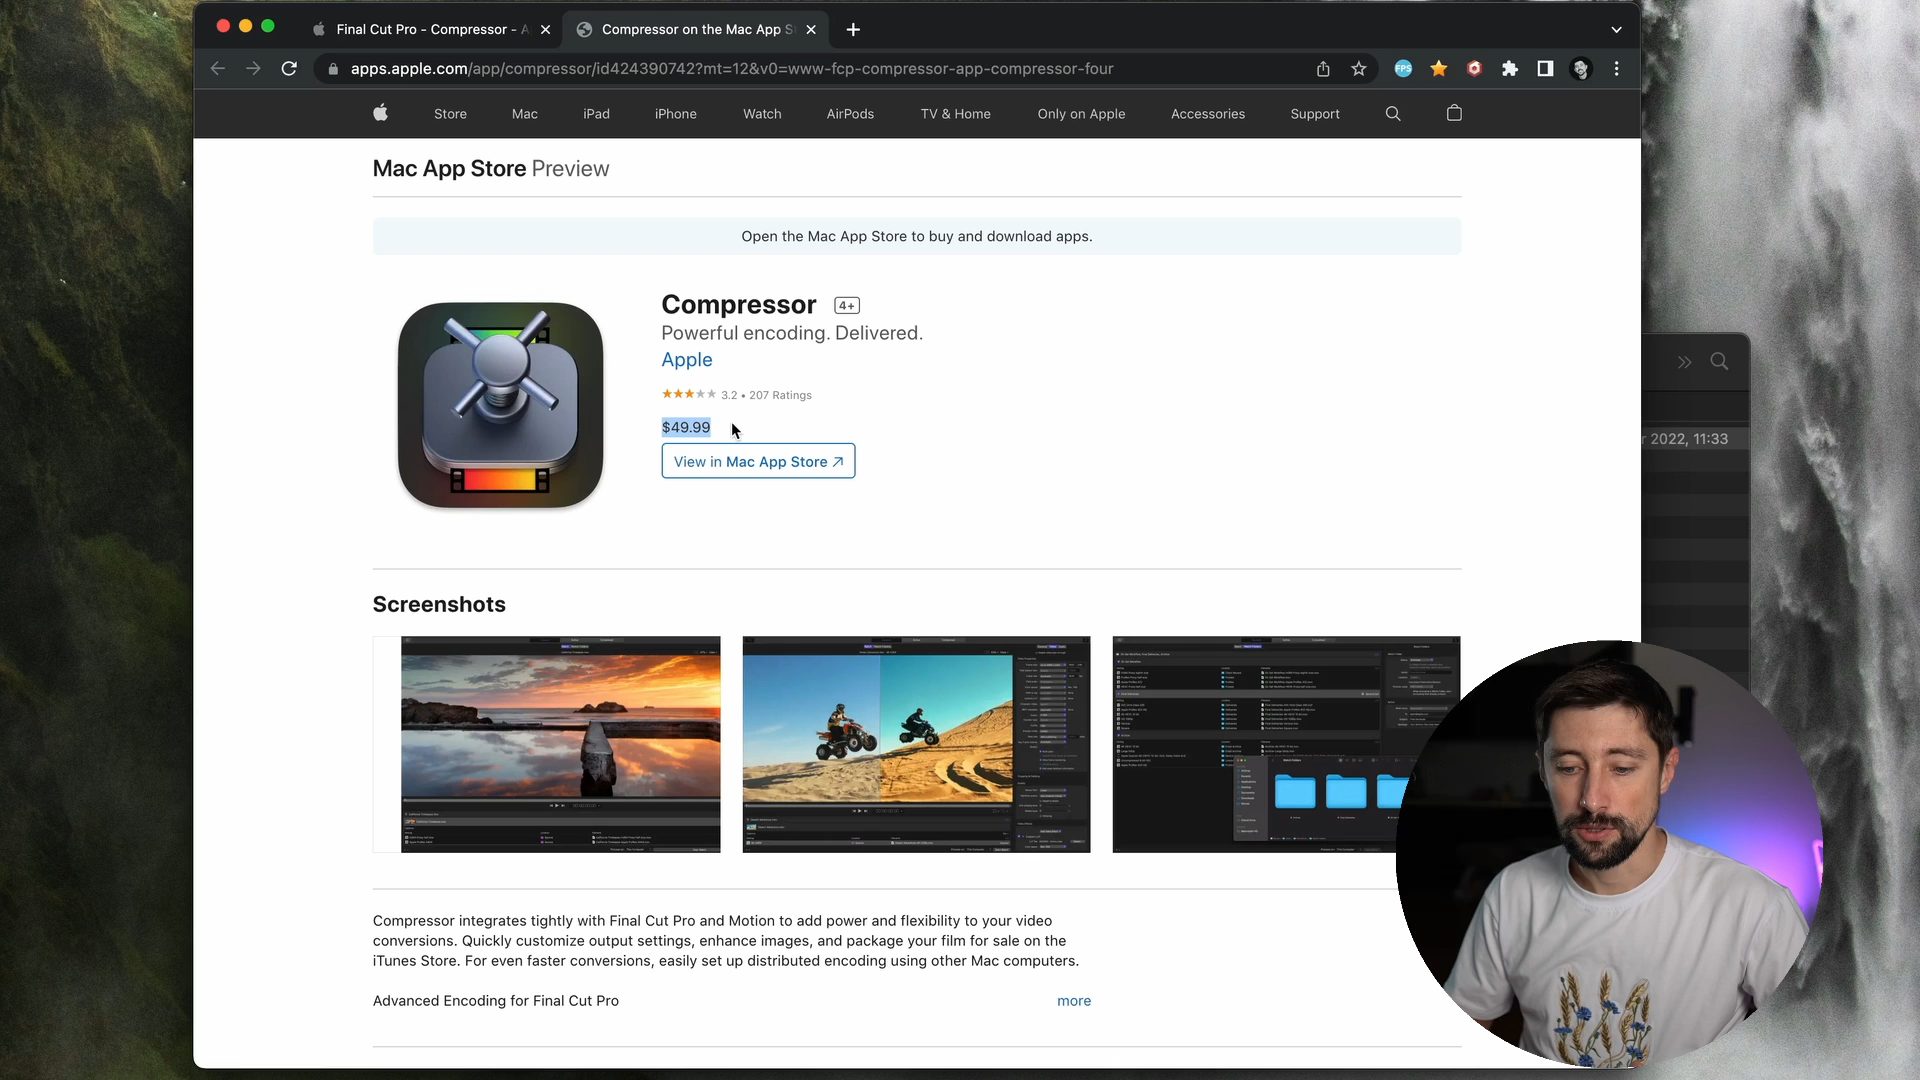 Final Cut Pro - Compressor - A
Compressor on the Mac App S
apps.apple.com/app/compressor/id424390742?mt=12&v0=www-fcp-compressor-app-compressor-four
FPS
Store
Mac
iPad
iPhone
Watch
AirPods
TV & Home
Only on Apple
Accessories
Support
Mac App Store Preview
Open the Mac App Store to buy and download apps.
Compressor 4+
Powerful encoding. Delivered.
Apple
3.2 • 207 Ratings
$49.99
View in Mac App Store
r 2022, 11:33
Screenshots
Compressor integrates tightly with Final Cut Pro and Motion to add power and flexibility to your video
conversions. Quickly customize output settings, enhance images, and package your film for sale on the
iTunes Store. For even faster conversions, easily set up distributed encoding using other Mac computers.
Advanced Encoding for Final Cut Pro
more